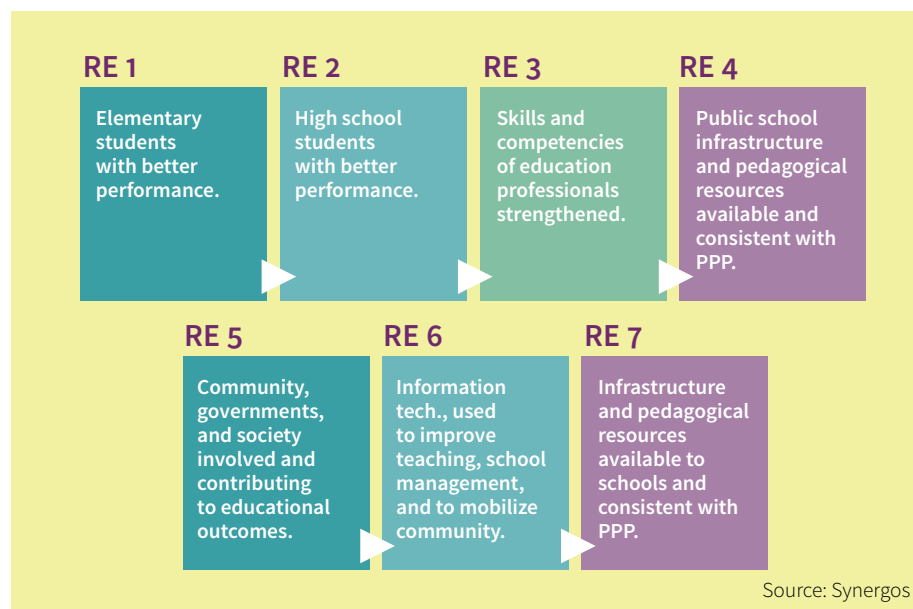 RE 1
Elementary
students
with better
performance.
RE 2
High school
students
with better
performance.
RE 3
Skills and
competencies
of education
professionals
strengthened.
RE 4
Public school
infrastructure
and pedagogical
resources
available and
consistent with
PPP.
RE 5
Community,
governments,
and society
involved and
contributing
to educational
outcomes.
RE 6
Information
tech., used
to improve
teaching, school
management,
and to mobilize
community.
RE 7
Infrastructure
and pedagogical
resources
available to
schools and
consistent with
PPP.
Source: Synergos